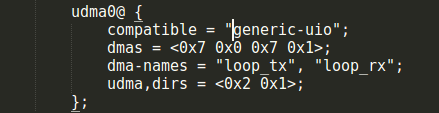 udma0@ {
compatible = "generic-uio";
dmas = <0x7 0x0 0x7 0x1>;
dma-names = "loop_tx", "loop_rx";
udma,dirs = <0x2 0x1>;
};